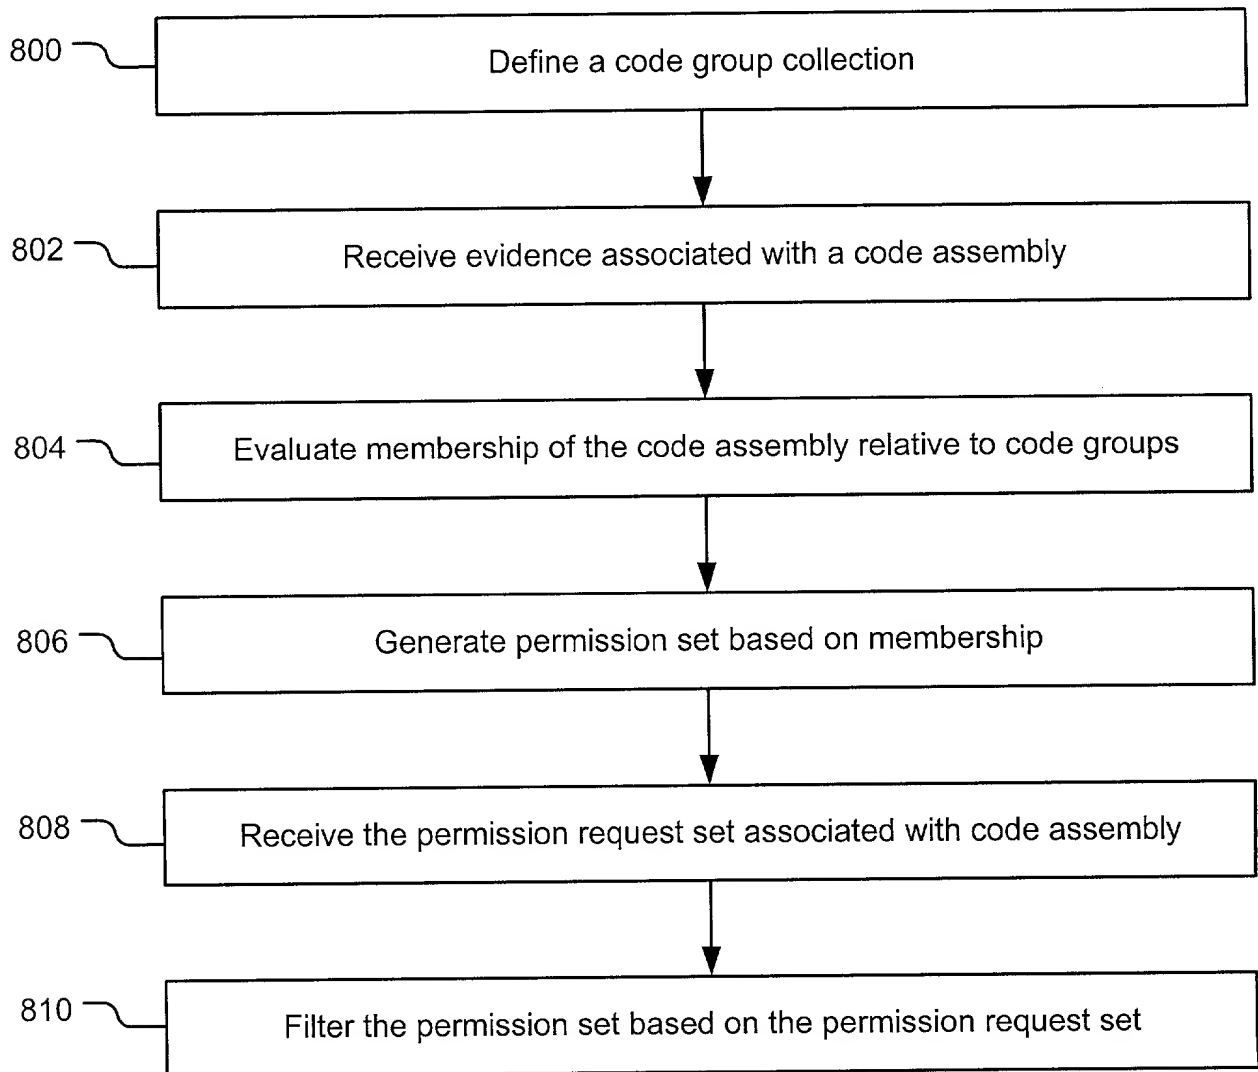 800
Define a code group collection
802
Receive evidence associated with a code assembly
804
Evaluate membership of the code assembly relative to code groups
806
Generate permission set based on membership
808
Receive the permission request set associated with code assembly
810
Filter the permission set based on the permission request set